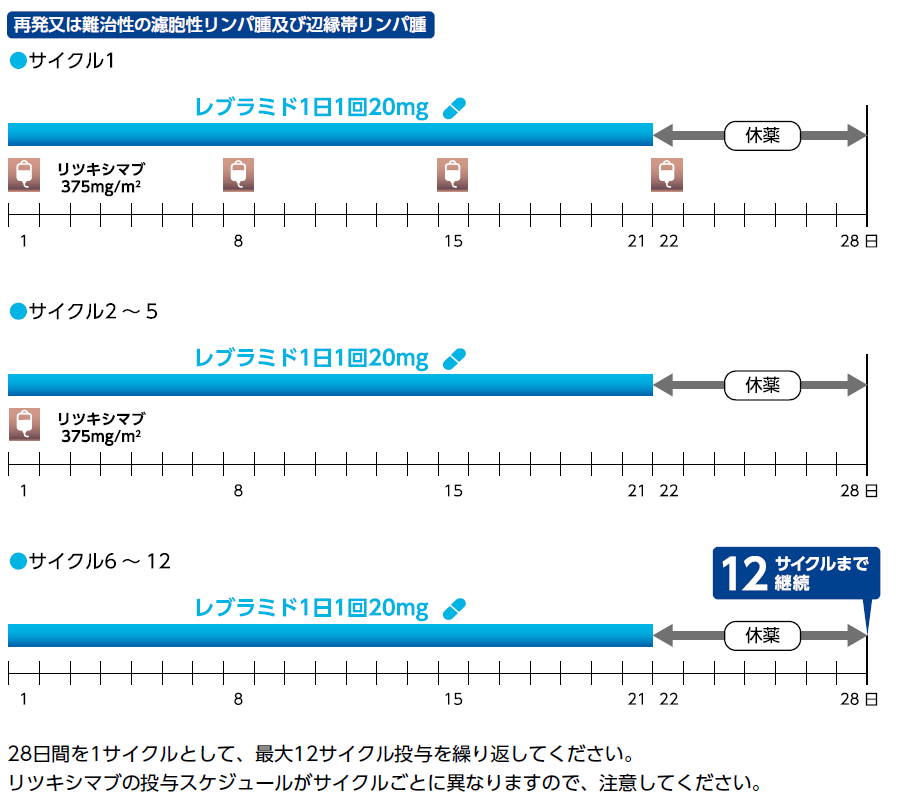 再発又は難治性の濾胞性リンパ腫及び辺縁帯リンパ腫
●サイクル1
レブラミド1日1回20mg
休薬
リツキシマブ
375mg/m²
1 8 15 21 22 28 日
●サイクル2 ～ 5
レブラミド1日1回20mg
休薬
リツキシマブ
375mg/m²
1 8 15 21 22 28 日
●サイクル6 ～ 12
12 サイクルまで
継続
レブラミド1日1回20mg
休薬
1 8 15 21 22 28 日
28日間を1サイクルとして、最大12サイクル投与を繰り返してください。
リツキシマブの投与スケジュールがサイクルごとに異なりますので、注意してください。